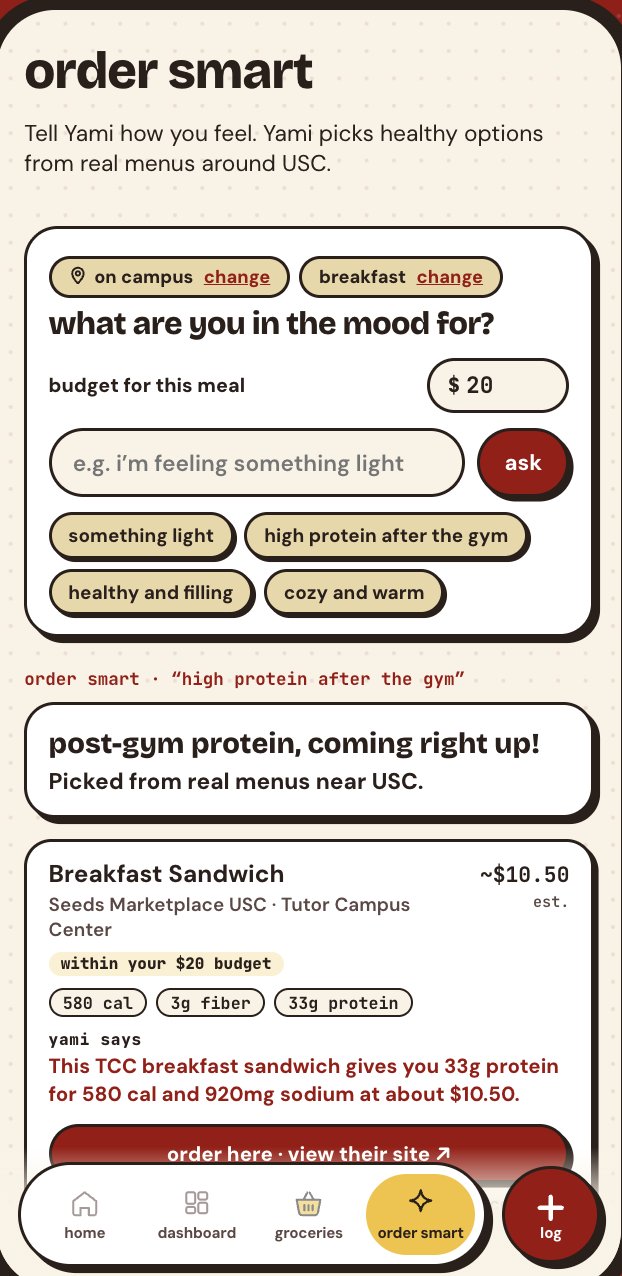 order smart
Tell Yami how you feel. Yami picks healthy options
from real menus around USC.
on campus change breakfast change
what are you in the mood for?
budget for this meal $ 20
e.g. i’m feeling something light ask
something light high protein after the gym
healthy and filling cozy and warm
order smart · “high protein after the gym”
post-gym protein, coming right up!
Picked from real menus near USC.
Breakfast Sandwich ~$10.50
Seeds Marketplace USC · Tutor Campus est.
Center
within your $20 budget
580 cal 3g fiber 33g protein
yami says
This TCC breakfast sandwich gives you 33g protein
for 580 cal and 920mg sodium at about $10.50.
order here · view their site ↗
home dashboard groceries order smart log